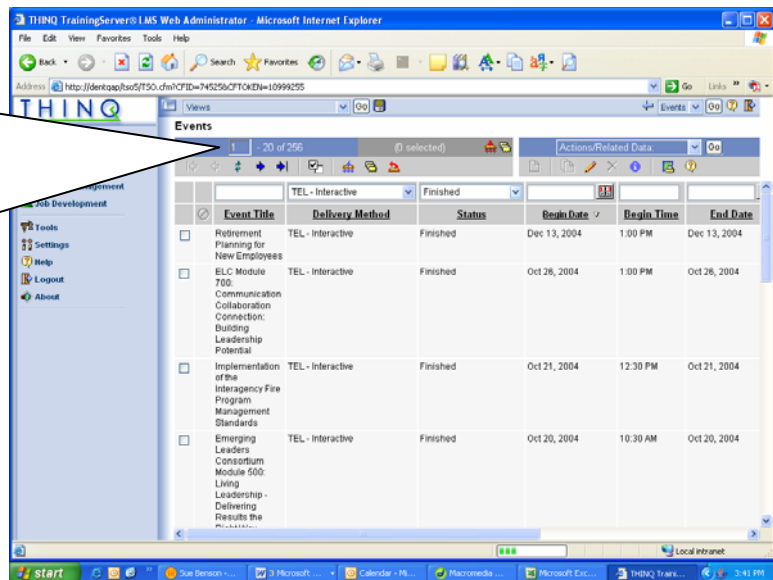 THINQ TrainingServer® LMS Web Administrator - Microsoft Internet Explorer
File Edit View Favorites Tools Help
Back Search Favorites
Address http://dentqap/tso5/TSO.cfm?CFID=74525&CFTOKEN=10999255 Go Links
THINQ Views Go Events Go
Events
1 - 20 of 256 (0 selected) Actions/Related Data: Go
Job Development
Tools
Settings
Help
Logout
About
TEL - Interactive Finished
Event Title Delivery Method Status Begin Date Begin Time End Date
Retirement Planning for New Employees TEL - Interactive Finished Dec 13, 2004 1:00 PM Dec 13, 2004
ELC Module 700: Communication Collaboration Connection: Building Leadership Potential TEL - Interactive Finished Oct 26, 2004 1:00 PM Oct 26, 2004
Implementation of the Interagency Fire Program Management Standards TEL - Interactive Finished Oct 21, 2004 12:30 PM Oct 21, 2004
Emerging Leaders Consortium Module 500: Living Leadership - Delivering Results the TEL - Interactive Finished Oct 20, 2004 10:30 AM Oct 20, 2004
Local intranet
start Sue Benson -... 3 Microsoft ... Calendar - Mi... Macromedia ... Microsoft Exc... THINQ Traini... 3:41 PM